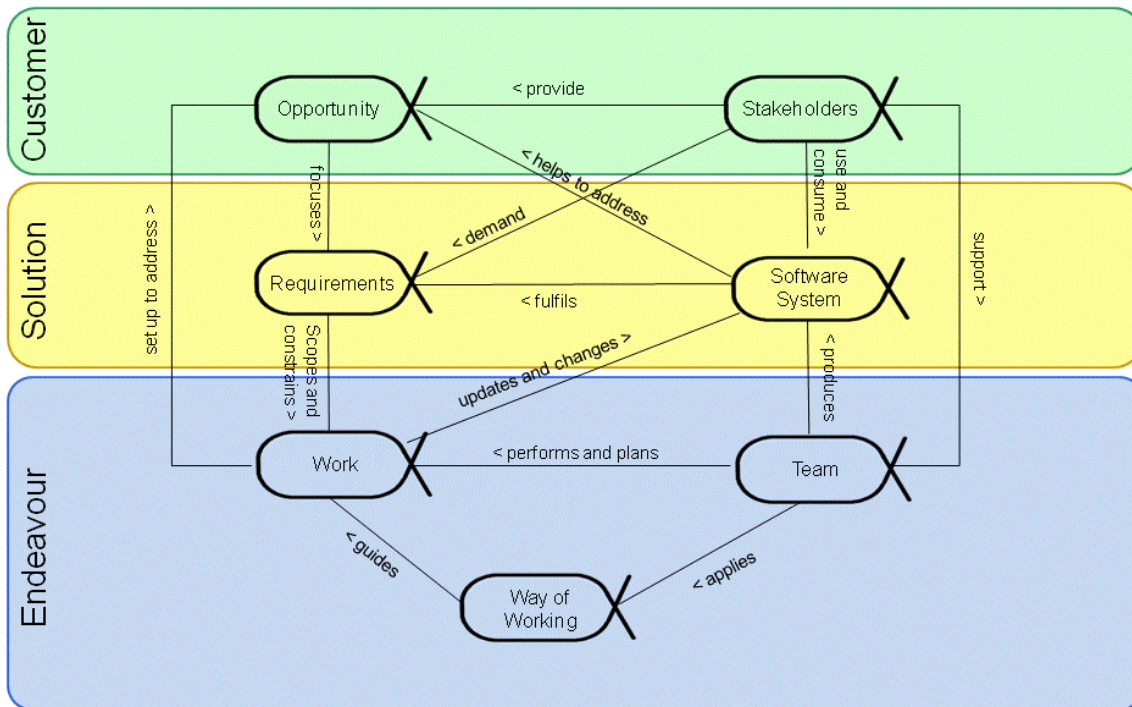 Customer
Opportunity
< provide
Stakeholders
focuses >
< helps to address
use and
consume >
< demand
Solution
set up to address >
Requirements
< fulfils
Software
System
support >
Scopes and
constrains >
updates and changes >
< produces
Endeavour
Work
< performs and plans
Team
< guides
< applies
Way of
Working